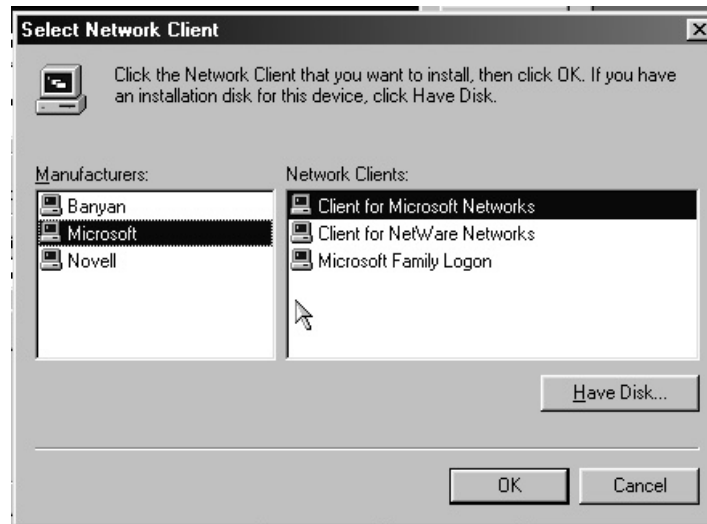 Select Network Client
Click the Network Client that you want to install, then click OK. If you have
an installation disk for this device, click Have Disk.
Manufacturers:
Banyan
Microsoft
Novell
Network Clients:
Client for Microsoft Networks
Client for NetWare Networks
Microsoft Family Logon
Have Disk...
OK
Cancel